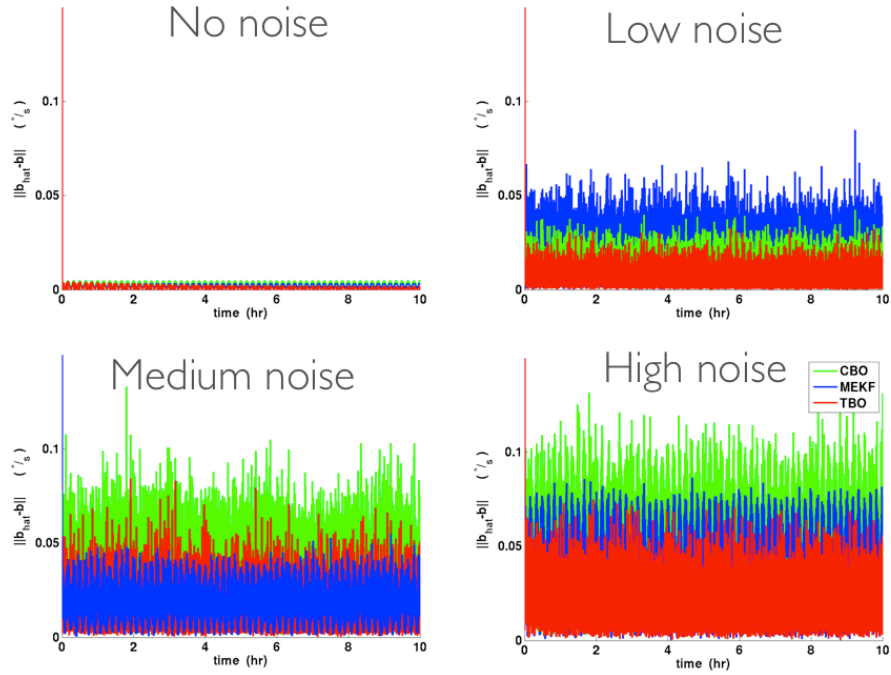 No noise
0.1
0.05
0
||b_hat-b|| (°/s)
0 2 4 6 8 10
time (hr)
Low noise
0.1
0.05
0
||b_hat-b|| (°/s)
0 2 4 6 8 10
time (hr)
Medium noise
0.1
0.05
0
||b_hat-b|| (°/s)
0 2 4 6 8 10
time (hr)
High noise
CBO
MEKF
TBO
0.1
0.05
0
||b_hat-b|| (°/s)
0 2 4 6 8 10
time (hr)